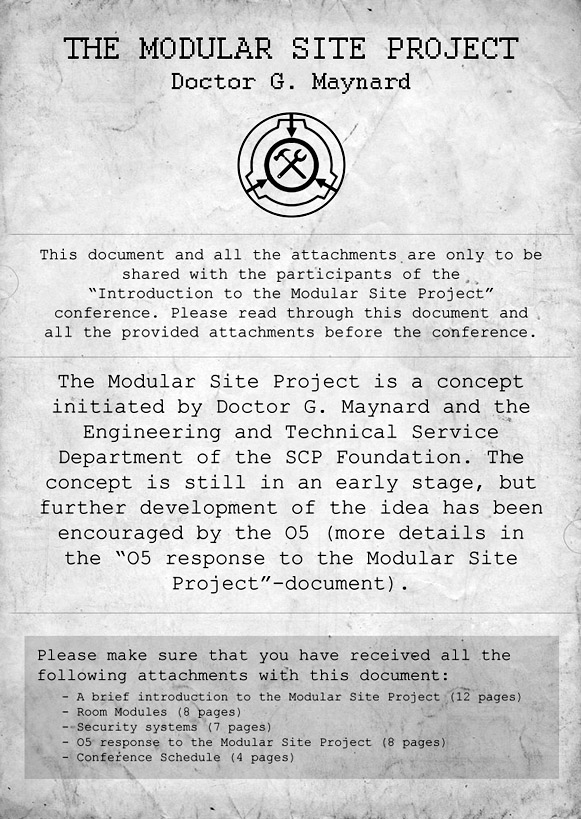 THE MODULAR SITE PROJECT
Doctor G. Maynard
This document and all the attachments are only to be
shared with the participants of the
“Introduction to the Modular Site Project”
conference. Please read through this document and
all the provided attachments before the conference.
The Modular Site Project is a concept
initiated by Doctor G. Maynard and the
Engineering and Technical Service
Department of the SCP Foundation. The
concept is still in an early stage, but
further development of the idea has been
encouraged by the O5 (more details in
the “O5 response to the Modular Site
Project”-document).
Please make sure that you have received all the
following attachments with this document:
- A brief introduction to the Modular Site Project (12 pages)
- Room Modules (8 pages)
- Security systems (7 pages)
- O5 response to the Modular Site Project (8 pages)
- Conference Schedule (4 pages)